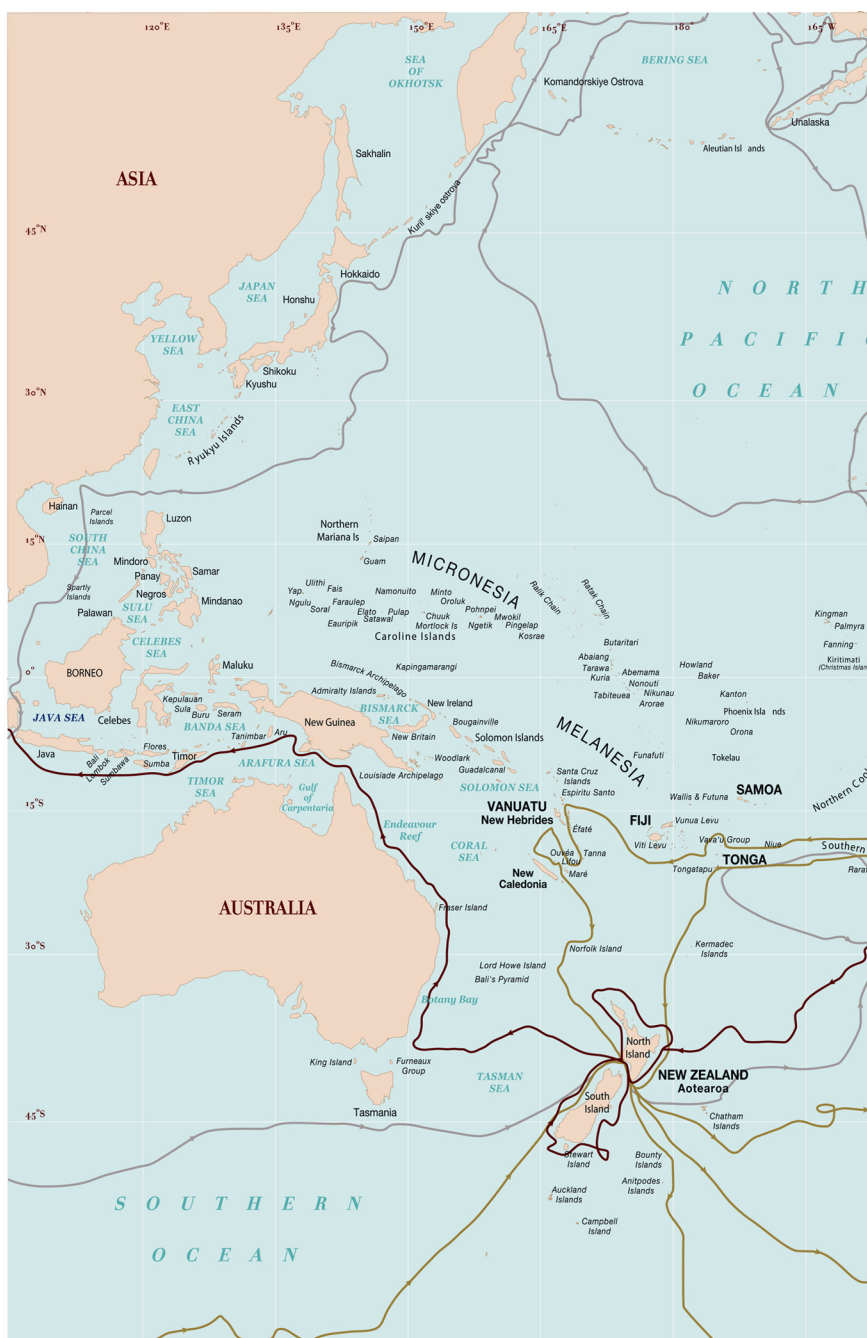 120°E
135°E
150°E
165°E
180°
165°W
SEA
OF
OKHOTSK
BERING SEA
Komandorskiye Ostrova
Unalaska
Aleutian Isl ands
Sakhalin
ASIA
Kuril' skiye ostrova
45°N
Hokkaido
JAPAN
SEA
Honshu
NORTH
PACIFIC
OCEAN
YELLOW
SEA
Shikoku
Kyushu
30°N
EAST
CHINA
SEA
Ryukyu Islands
Hainan
Parcel
Islands
Luzon
Northern
Mariana Is
Saipan
15°N
SOUTH
CHINA
SEA
Guam
MICRONESIA
Mindoro
Panay
Samar
Spartly
Islands
Negros
Mindanao
Palawan
SULU
SEA
Yap.
Ulithi
Fais
Namonuito
Minto
Oroluk
Ngulu
Soral
Faraulep
Elato
Pulap
Pohnpei
Mwokil
Eauripik
Satawal
Chuuk
Mortlock Is
Ngetik
Pingelap
Kosrae
Caroline Islands
Ralik Chain
Ratak Chain
Kingman
Palmyra
Fanning
Kiritimati
(Christmas Islan
CELEBES
SEA
Butaritari
Abaiang
Tarawa
Kuria
Abemama
Nonouti
Tabiteuea
Nikunau
Arorae
Howland
Baker
0°
BORNEO
Maluku
Bismarck Archipelago
Kapingamarangi
Admiralty Islands
Kanton
Phoenix Isla nds
Nikumaroro
Orona
JAVA SEA
Celebes
Kepulauan
Sula
Buru
Seram
BANDA SEA
Tanimbar
Aru
New Guinea
BISMARCK
SEA
New Ireland
Bougainville
New Britain
Solomon Islands
MELANESIA
Java
Bali
Lombok
Sumbawa
Flores
Sumba
Timor
ARAFURA SEA
TIMOR
SEA
Gulf
of
Carpentaria
Woodlark
Louisiade Archipelago
Guadalcanal
SOLOMON SEA
Santa Cruz
Islands
Espiritu Santo
Funafuti
Tokelau
15°S
VANUATU
New Hebrides
Wallis & Futuna
SAMOA
Northern Coo
Endeavour
Reef
CORAL
SEA
Éfaté
FIJI
Vunua Levu
Viti Levu
Vava'u Group
Niue
Southern
Ouvéa
Lifou
Tanna
Maré
New
Caledonia
TONGA
Tongatapu
Rarat
AUSTRALIA
Fraser Island
30°S
Norfolk Island
Kermadec
Islands
Lord Howe Island
Bali's Pyramid
Botany Bay
North
Island
King Island
Furneaux
Group
TASMAN
SEA
NEW ZEALAND
Aotearoa
South
Island
Tasmania
Chatham
Islands
45°S
Stewart
Island
Bounty
Islands
Auckland
Islands
Anitpodes
Islands
Campbell
Island
SOUTHERN
OCEAN